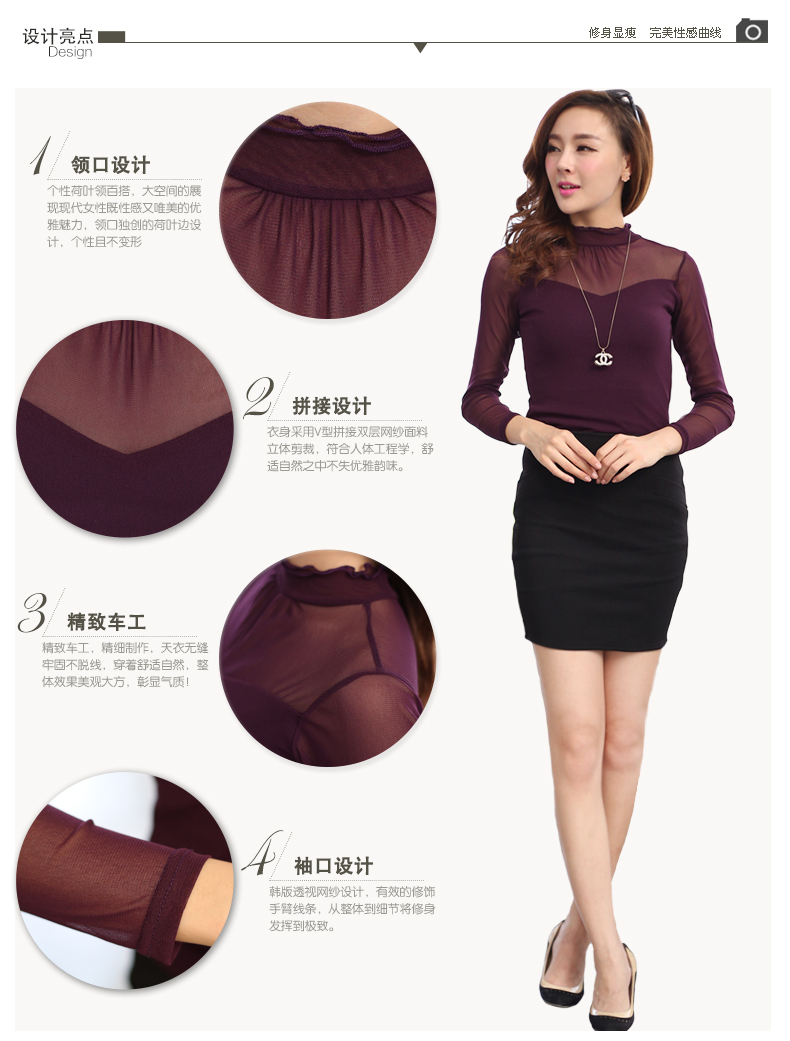 设计亮点
Design
修身显瘦 完美性感曲线
1 领口设计
个性荷叶领百搭、大空间的展
现现代女性既性感又唯美的优
雅魅力，领口独创的荷叶边设
计，个性且不变形
2 拼接设计
衣身采用V型拼接双层网纱面料
立体剪裁，符合人体工程学，舒
适自然之中不失优雅韵味。
3 精致车工
精致车工，精细制作，天衣无缝
牢固不脱线，穿着舒适自然，整
体效果美观大方，彰显气质！
4 袖口设计
韩版透视网纱设计，有效的修饰
手臂线条，从整体到细节将修身
发挥到极致。